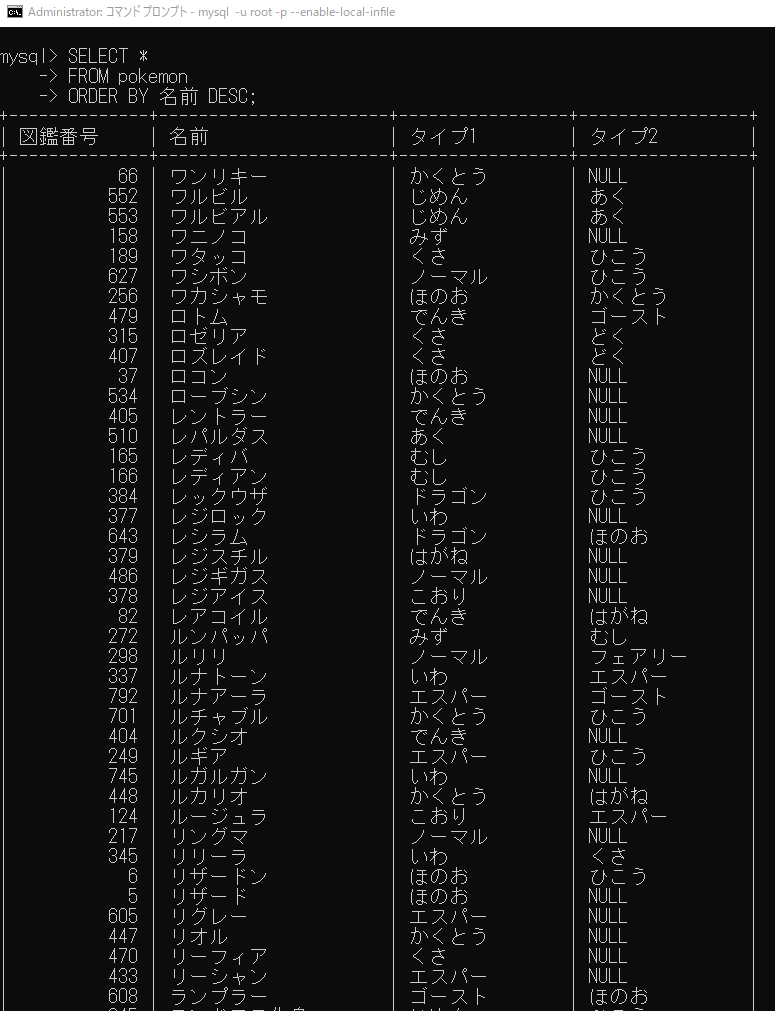 Administrator: コマンド プロンプト - mysql -u root -p --enable-local-infile
mysql> SELECT *
-> FROM pokemon
-> ORDER BY 名前 DESC;
| 図鑑番号 | 名前 | タイプ1 | タイプ2
| 66 | ワンリキー | かくとう | NULL |
| 552 | ワルビル | じめん | あく |
| 553 | ワルビアル | じめん | あく |
| 158 | ワニノコ | みず | NULL |
| 189 | ワタッコ | くさ | ひこう |
| 627 | ワシボン | ノーマル | ひこう |
| 256 | ワカシャモ | ほのお | かくとう |
| 479 | ロトム | でんき | ゴースト |
| 315 | ロゼリア | くさ | どく |
| 407 | ロズレイド | くさ | どく |
| 37 | ロコン | ほのお | NULL |
| 534 | ローブシン | かくとう | NULL |
| 405 | レントラー | でんき | NULL |
| 510 | レパルダス | あく | NULL |
| 165 | レディバ | むし | ひこう |
| 166 | レディアン | むし | ひこう |
| 384 | レックウザ | ドラゴン | ひこう |
| 377 | レジロック | いわ | NULL |
| 643 | レシラム | ドラゴン | ほのお |
| 379 | レジスチル | はがね | NULL |
| 486 | レジギガス | ノーマル | NULL |
| 378 | レジアイス | こおり | NULL |
| 82 | レアコイル | でんき | はがね |
| 272 | ルンパッパ | みず | むし |
| 298 | ルリリ | ノーマル | フェアリー |
| 337 | ルナトーン | いわ | エスパー |
| 792 | ルナアーラ | エスパー | ゴースト |
| 701 | ルチャブル | かくとう | ひこう |
| 404 | ルクシオ | でんき | NULL |
| 249 | ルギア | エスパー | ひこう |
| 745 | ルガルガン | いわ | NULL |
| 448 | ルカリオ | かくとう | はがね |
| 124 | ルージュラ | こおり | エスパー |
| 217 | リングマ | ノーマル | NULL |
| 345 | リリーラ | いわ | くさ |
| 6 | リザードン | ほのお | ひこう |
| 5 | リザード | ほのお | NULL |
| 605 | リグレー | エスパー | NULL |
| 447 | リオル | かくとう | NULL |
| 470 | リーフィア | くさ | NULL |
| 433 | リーシャン | エスパー | NULL |
| 608 | ランプラー | ゴースト | ほのお |